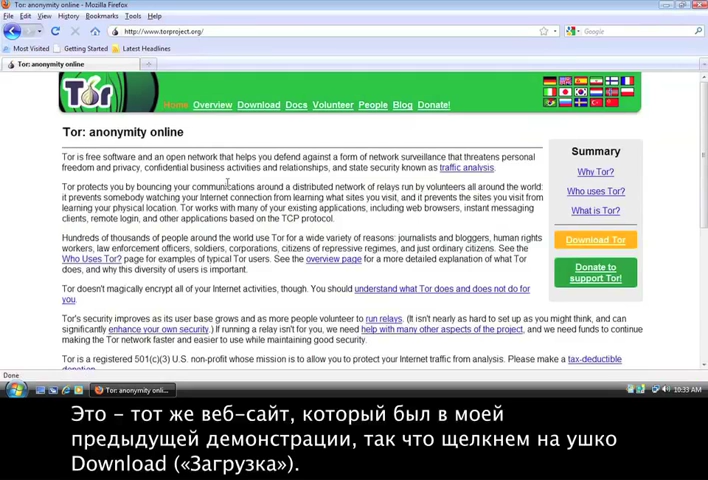 Tor: anonymity online - Mozilla Firefox
File Edit View History Bookmarks Tools Help
http://www.torproject.org/
Google
Most Visited Getting Started Latest Headlines
Tor: anonymity online
Tor
Home Overview Download Docs Volunteer People Blog Donate!
Tor: anonymity online
Tor is free software and an open network that helps you defend against a form of network surveillance that threatens personal
freedom and privacy, confidential business activities and relationships, and state security known as traffic analysis.
Tor protects you by bouncing your communications around a distributed network of relays run by volunteers all around the world:
it prevents somebody watching your Internet connection from learning what sites you visit, and it prevents the sites you visit from
learning your physical location. Tor works with many of your existing applications, including web browsers, instant messaging
clients, remote login, and other applications based on the TCP protocol.
Hundreds of thousands of people around the world use Tor for a wide variety of reasons: journalists and bloggers, human rights
workers, law enforcement officers, soldiers, corporations, citizens of repressive regimes, and just ordinary citizens. See the
Who Uses Tor? page for examples of typical Tor users. See the overview page for a more detailed explanation of what Tor
does, and why this diversity of users is important.
Tor doesn't magically encrypt all of your Internet activities, though. You should understand what Tor does and does not do for
you.
Tor's security improves as its user base grows and as more people volunteer to run relays. (It isn't nearly as hard to set up as you might think, and can
significantly enhance your own security.) If running a relay isn't for you, we need help with many other aspects of the project, and we need funds to continue
making the Tor network faster and easier to use while maintaining good security.
Tor is a registered 501(c)(3) U.S. non-profit whose mission is to allow you to protect your Internet traffic from analysis. Please make a tax-deductible
donation.
Summary
Why Tor?
Who uses Tor?
What is Tor?
Download Tor
Donate to
support Tor!
Done
Tor: anonymity onli...
10:33 AM
Это – тот же веб-сайт, который был в моей
предыдущей демонстрации, так что щелкнем на ушко
Download («Загрузка»).